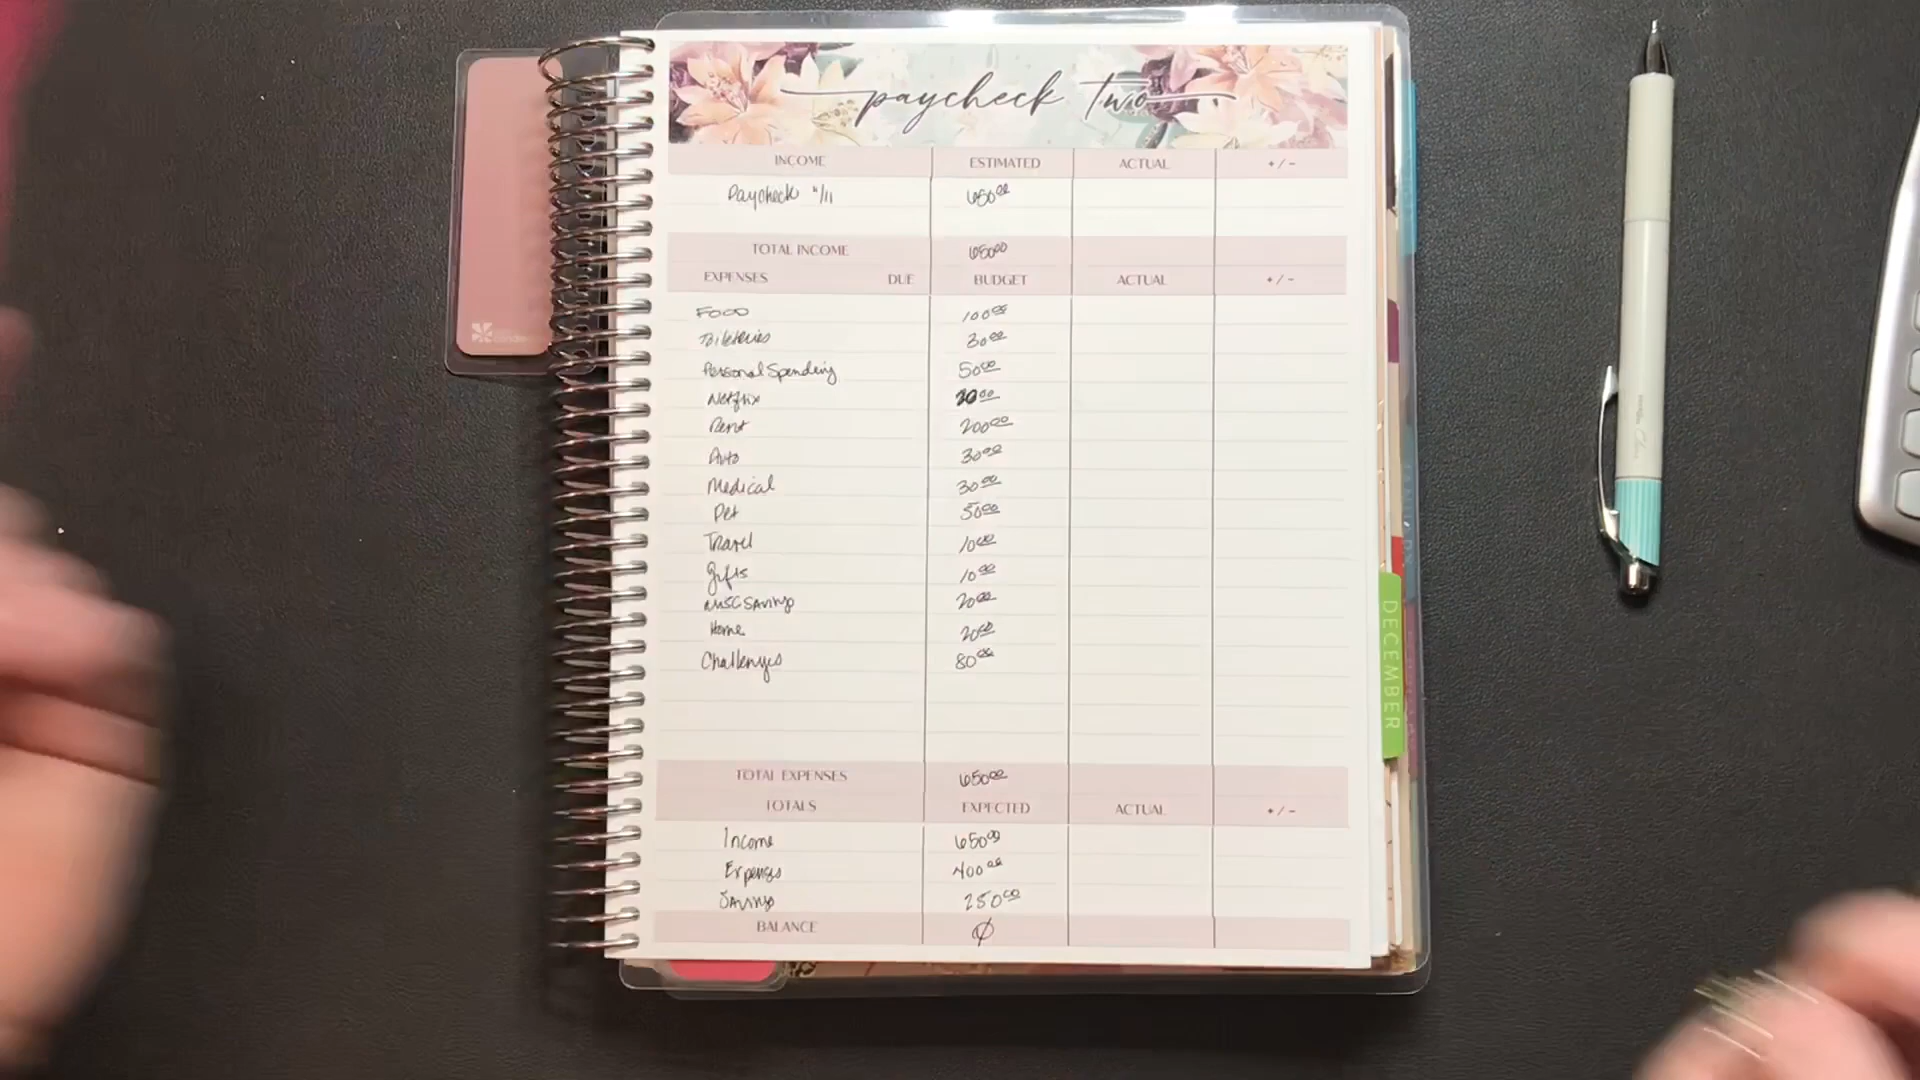 paycheck two
INCOME ESTIMATED ACTUAL +/-
Paycheck 11/11 650.00
TOTAL INCOME 650.00
EXPENSES DUE BUDGET ACTUAL +/-
Food 100.00
Toiletries 30.00
Personal Spending 50.00
Netflix 20.00
Rent 200.00
Auto 30.00
Medical 30.00
Pet 50.00
Travel 10.00
Gifts 10.00
Misc Savings 20.00
Home 20.00
Challenges 80.00
TOTAL EXPENSES 650.00
TOTALS EXPECTED ACTUAL +/-
Income 650.00
Expenses 400.00
Savings 250.00
BALANCE Ø
DECEMBER